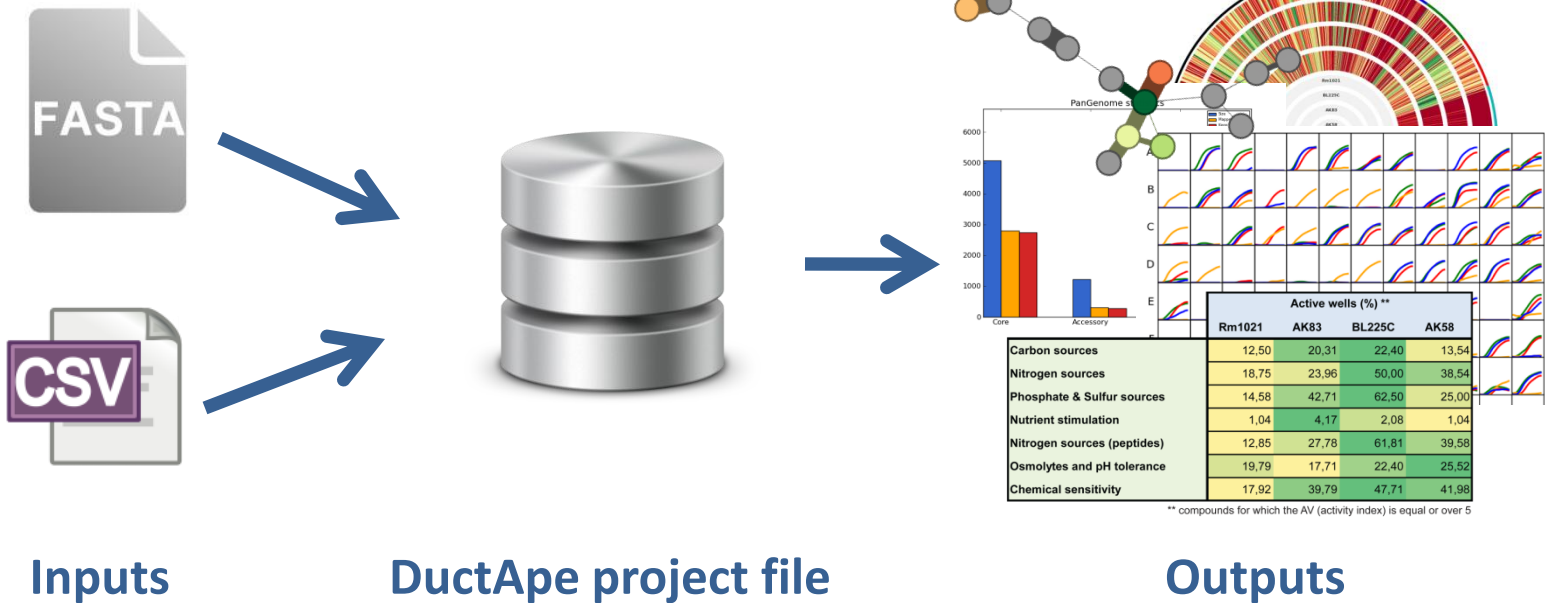 FASTA
CSV
Rm1021
BL225C
AK83
AK58
PanGenome
6000
5000
4000
3000
2000
1000
0
Core Accessory
B
C
D
E
Active wells (%) **
Rm1021 AK83 BL225C AK58
Carbon sources 12,50 20,31 22,40 13,54
Nitrogen sources 18,75 23,96 50,00 38,54
Phosphate & Sulfur sources 14,58 42,71 62,50 25,00
Nutrient stimulation 1,04 4,17 2,08 1,04
Nitrogen sources (peptides) 12,85 27,78 61,81 39,58
Osmolytes and pH tolerance 19,79 17,71 22,40 25,52
Chemical sensitivity 17,92 39,79 47,71 41,98
** compounds for which the AV (activity index) is equal or over 5
Inputs DuctApe project file Outputs